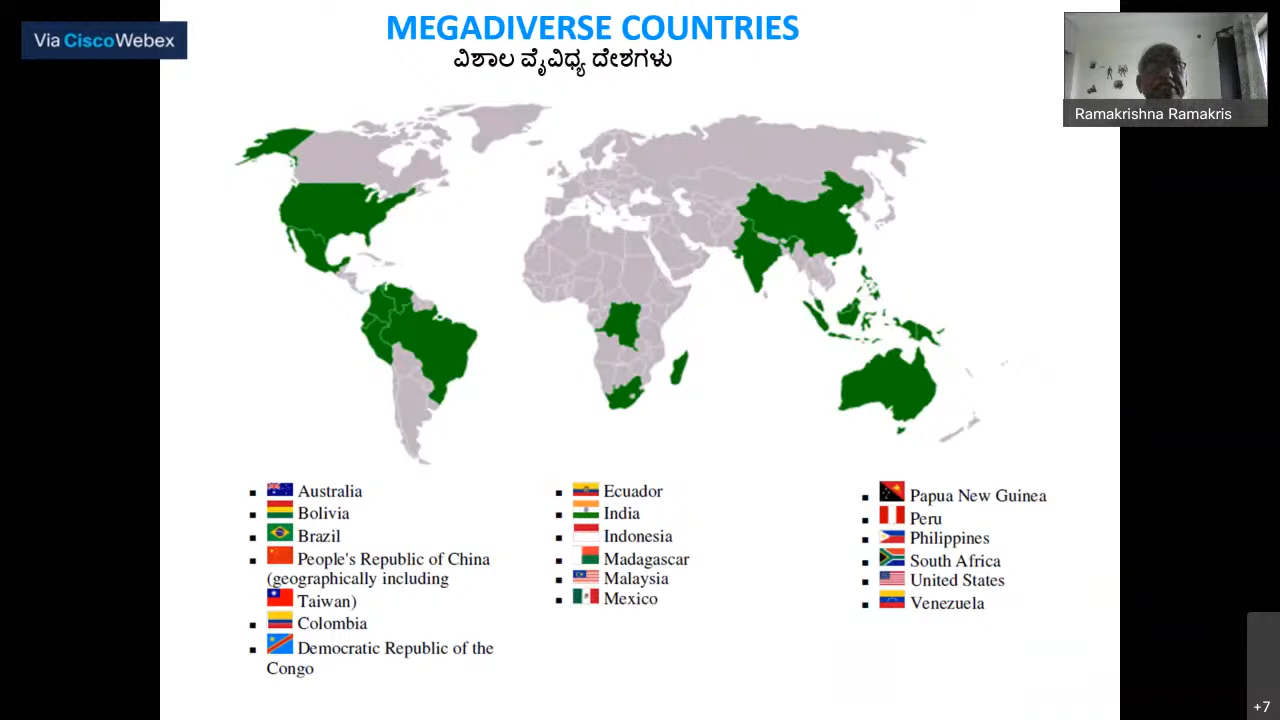 Via CiscoWebex
MEGADIVERSE COUNTRIES
ವಿಶಾಲ ವೈವಿಧ್ಯ ದೇಶಗಳು
Ramakrishna Ramakris
Australia
Bolivia
Brazil
People's Republic of China
(geographically including
Taiwan)
Colombia
Democratic Republic of the
Congo
Ecuador
India
Indonesia
Madagascar
Malaysia
Mexico
Papua New Guinea
Peru
Philippines
South Africa
United States
Venezuela
+7